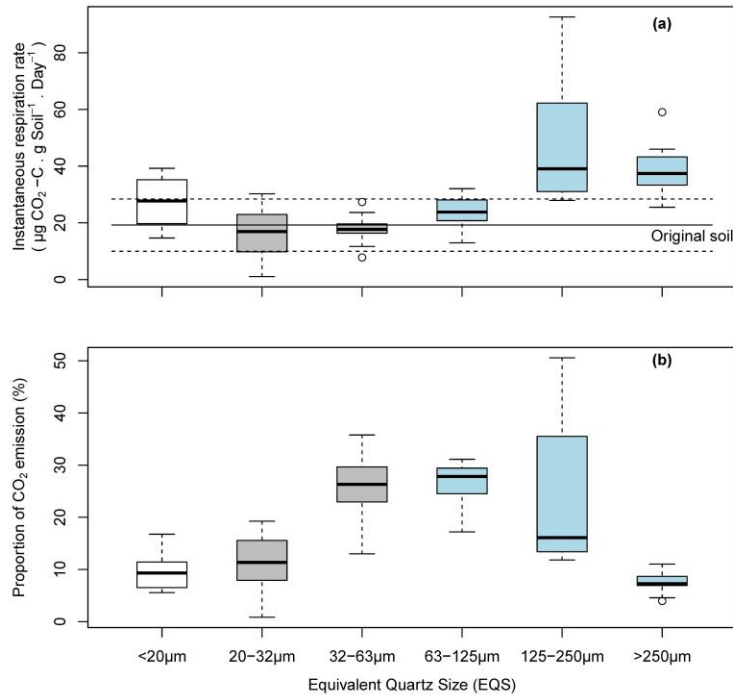 (a)
Instantaneous respiration rate
( µg CO₂ −C . g Soil⁻¹ . Day⁻¹ )
80
60
40
20
0
Original soil
(b)
Proportion of CO₂ emission (%)
50
40
30
20
10
0
<20µm 20−32µm 32−63µm 63−125µm 125−250µm >250µm
Equivalent Quartz Size (EQS)